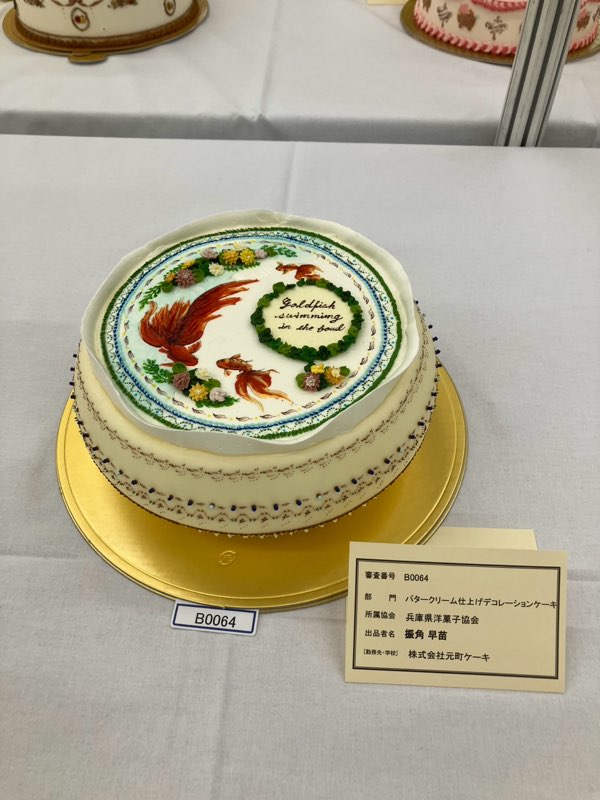 Goldfish
swimming
in the bowl
B0064
審査番号 B0064
部 門 バタークリーム仕上げデコレーションケーキ
所属協会 兵庫県洋菓子協会
出品者名 振角 早苗
[勤務先・学校] 株式会社元町ケーキ